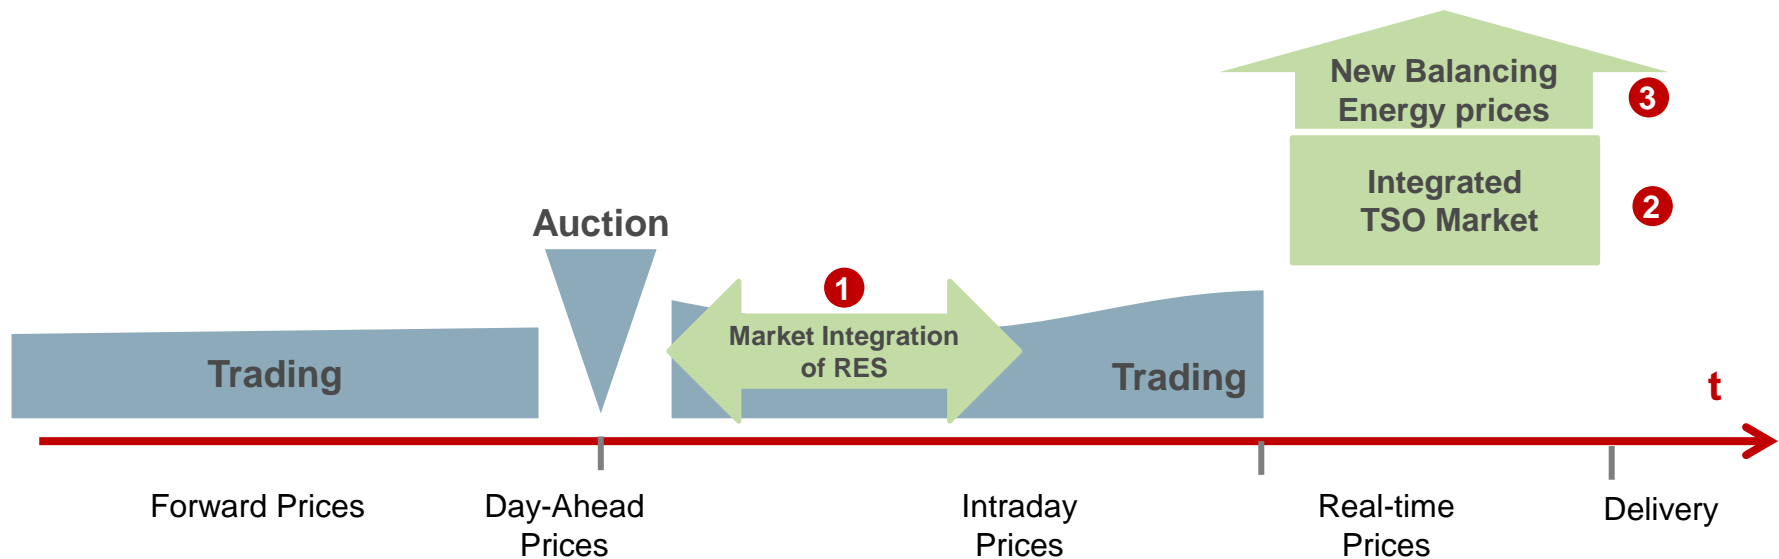 New Balancing
Energy prices
3
Integrated
TSO Market
2
Auction
1
Market Integration
of RES
Trading
Trading
t
Forward Prices
Day-Ahead
Prices
Intraday
Prices
Real-time
Prices
Delivery